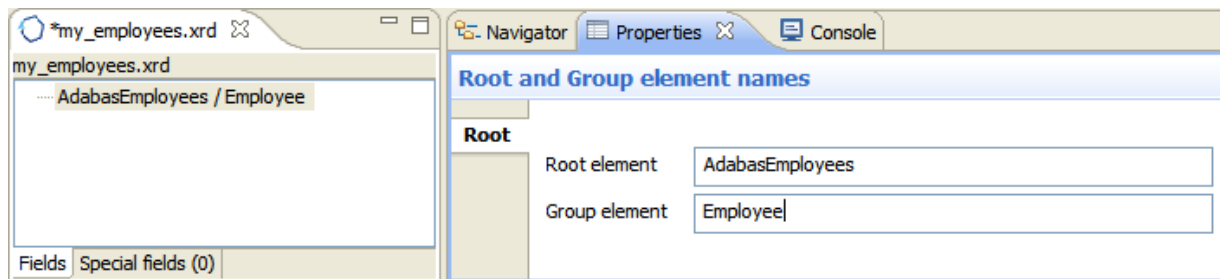 *my_employees.xrd
my_employees.xrd
AdabasEmployees / Employee
Fields Special fields (0)
Navigator Properties Console
Root and Group element names
Root
Root element AdabasEmployees
Group element Employee